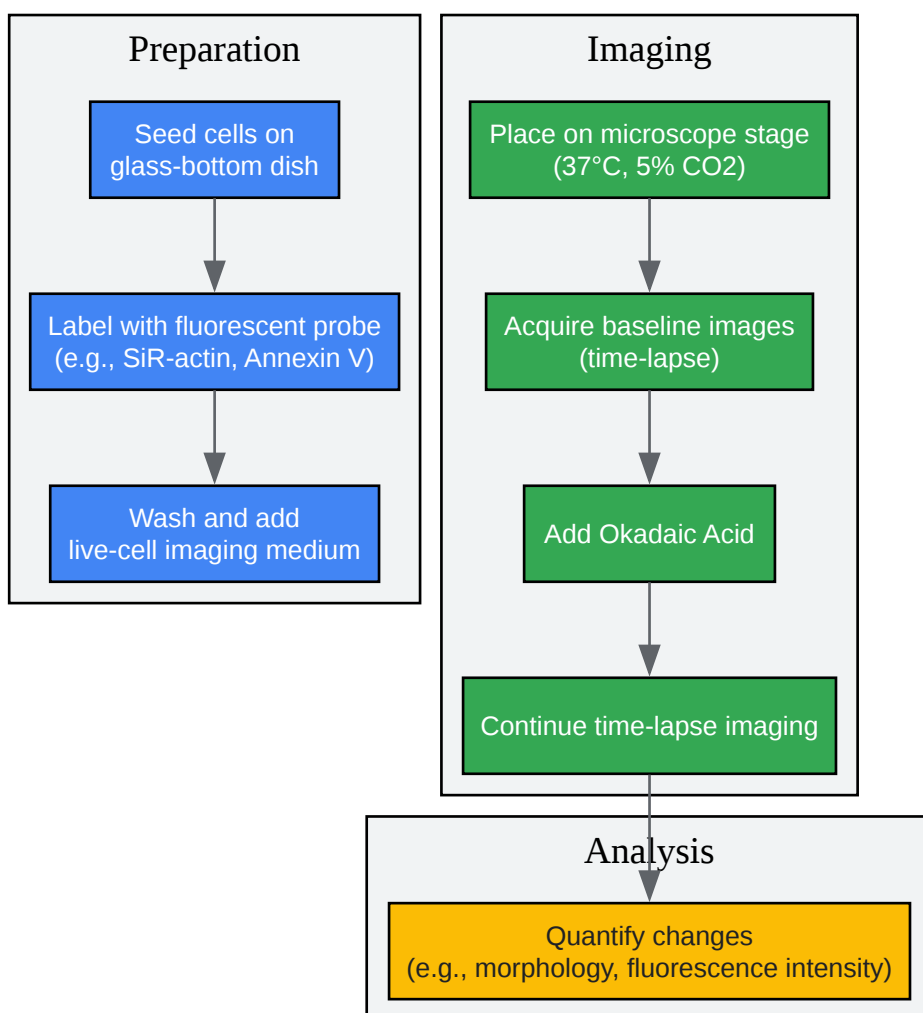 Preparation
Seed cells on
glass-bottom dish
Label with fluorescent probe
(e.g., SiR-actin, Annexin V)
Wash and add
live-cell imaging medium
Imaging
Place on microscope stage
(37°C, 5% CO2)
Acquire baseline images
(time-lapse)
Add Okadaic Acid
Continue time-lapse imaging
Analysis
Quantify changes
(e.g., morphology, fluorescence intensity)